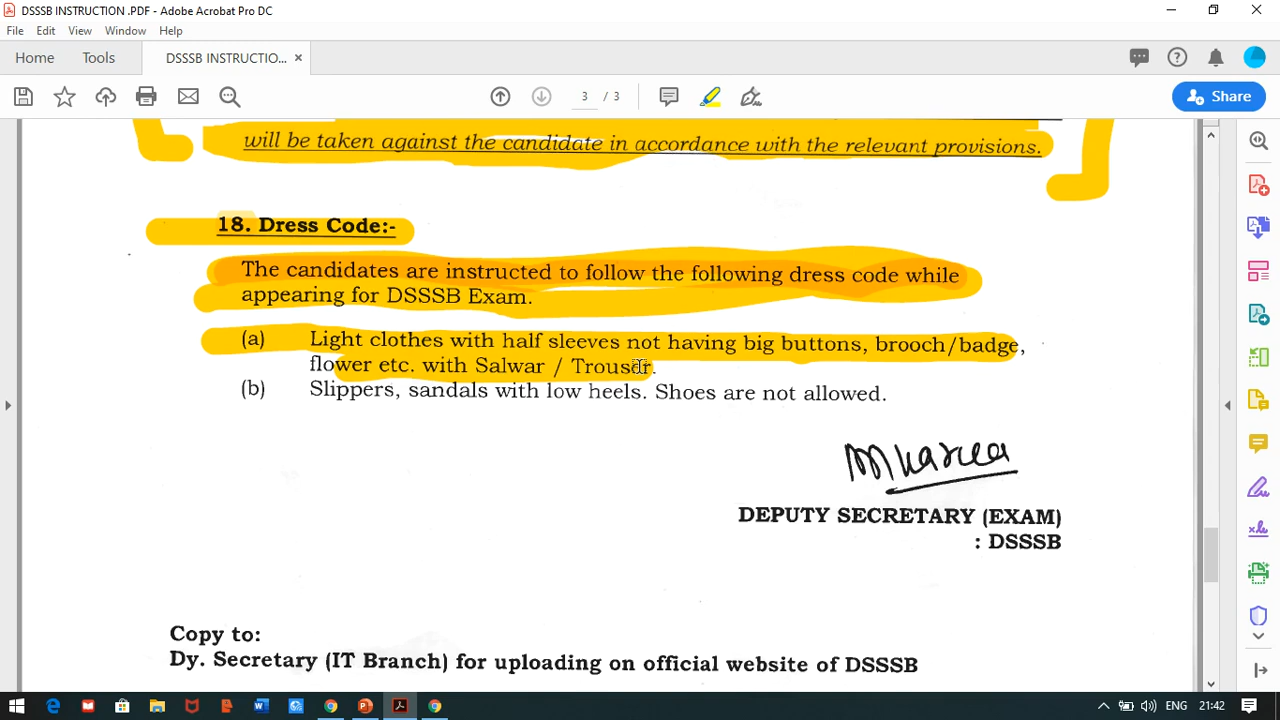 DSSSB INSTRUCTION .PDF - Adobe Acrobat Pro DC
File Edit View Window Help
Home Tools DSSSB INSTRUCTIO... ×
3 / 3
Share
will be taken against the candidate in accordance with the relevant provisions.
18. Dress Code:-
The candidates are instructed to follow the following dress code while
appearing for DSSSB Exam.
(a) Light clothes with half sleeves not having big buttons, brooch/badge,
flower etc. with Salwar / Trouser.
(b) Slippers, sandals with low heels. Shoes are not allowed.
DEPUTY SECRETARY (EXAM)
: DSSSB
Copy to:
Dy. Secretary (IT Branch) for uploading on official website of DSSSB
ENG 21:42